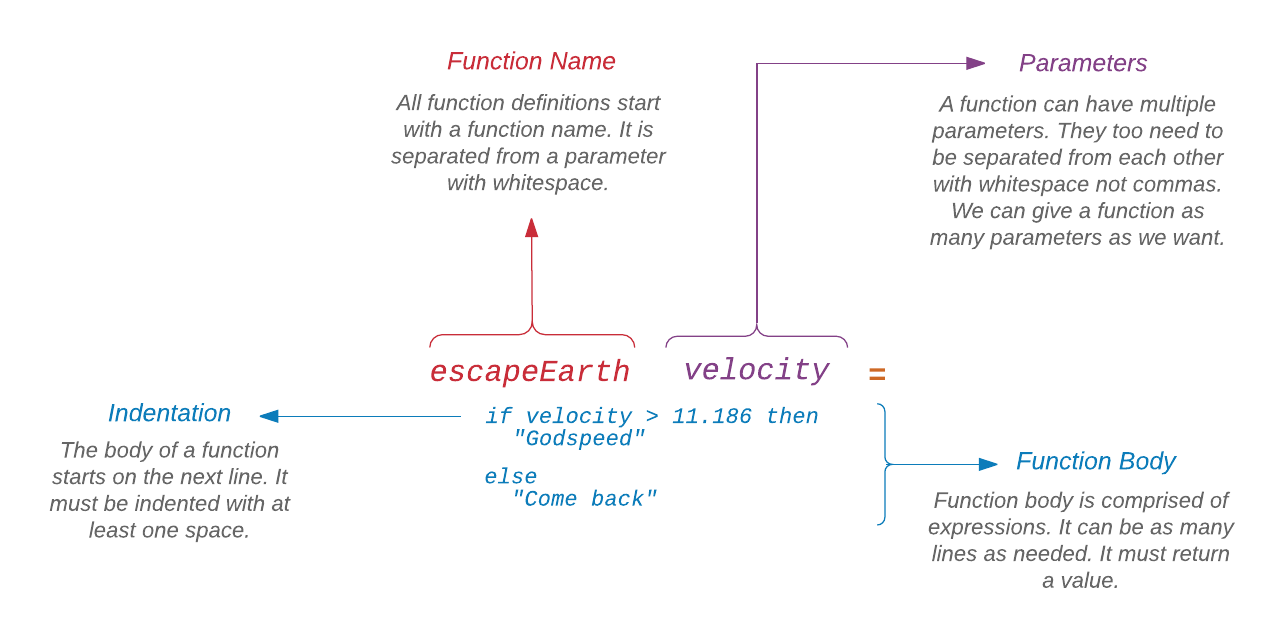 Function Name
All function definitions start
with a function name. It is
separated from a parameter
with whitespace.
Parameters
A function can have multiple
parameters. They too need to
be separated from each other
with whitespace not commas.
We can give a function as
many parameters as we want.
escapeEarth velocity =
if velocity > 11.186 then
"Godspeed"
else
"Come back"
Indentation
The body of a function
starts on the next line. It
must be indented with at
least one space.
Function Body
Function body is comprised of
expressions. It can be as many
lines as needed. It must return
a value.